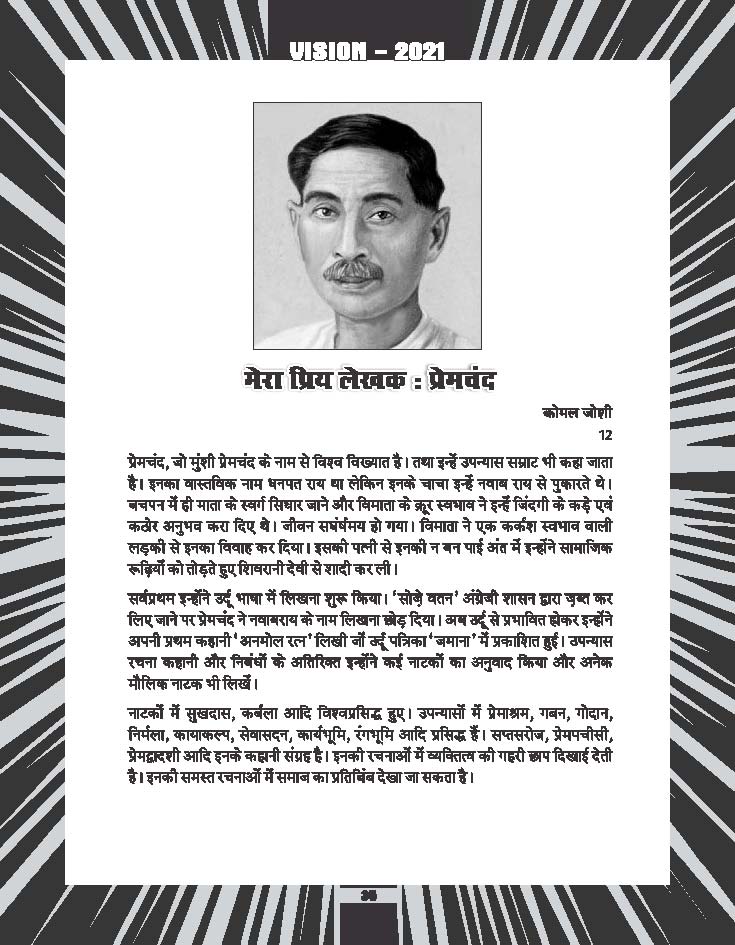 VISION – 2021
मेरा प्रिय लेखक : प्रेमचंद
कोमल जोशी
12
प्रेमचंद, जो मुंशी प्रेमचंद के नाम से विश्व विख्यात है। तथा इन्हें उपन्यास सम्राट भी कहा जाता
है। इनका वास्तविक नाम धनपत राय था लेकिन इनके चाचा इन्हें नवाब राय से पुकारते थे।
बचपन में ही माता के स्वर्ग सिधार जाने और विमाता के क्रूर स्वभाव ने इन्हें जिंदगी के कड़े एवं
कठोर अनुभव करा दिए थे। जीवन सघंर्षमय हो गया। विमाता ने एक कर्कश स्वभाव वाली
लड़की से इनका विवाह कर दिया। इसकी पत्नी से इनकी न बन पाई अंत में इन्होंने सामाजिक
रूढ़ियों को तोड़ते हुए शिवरानी देवी से शादी कर ली।
सर्वप्रथम इन्होंने उर्दू भाषा में लिखना शुरू किया। 'सोज़े वतन' अंग्रेजी शासन द्वारा ज़ब्त कर
लिए जाने पर प्रेमचंद ने नवाबराय के नाम लिखना छोड़ दिया। अब उर्दू से प्रभावित होकर इन्होंने
अपनी प्रथम कहानी 'अनमोल रत्न' लिखी जों उर्दू पत्रिका 'जमाना' में प्रकाशित हुई। उपन्यास
रचना कहानी और निबंधों के अतिरिक्त इन्होंने कई नाटकों का अनुवाद किया और अनेक
मौलिक नाटक भी लिखें।
नाटकों में सुखदास, कर्बला आदि विश्वप्रसिद्ध हुए। उपन्यासों में प्रेमाश्रम, गबन, गोदान,
निर्मला, कायाकल्प, सेवासदन, कार्यभूमि, रंगभूमि आदि प्रसिद्ध हैं। सप्तसरोज, प्रेमपचीसी,
प्रेमद्वादशी आदि इनके कहानी संग्रह है। इनकी रचनाओं में व्यक्तित्व की गहरी छाप दिखाई देती
है। इनकी समस्त रचनाओं में समाज का प्रतिबिंब देखा जा सकता है।
35